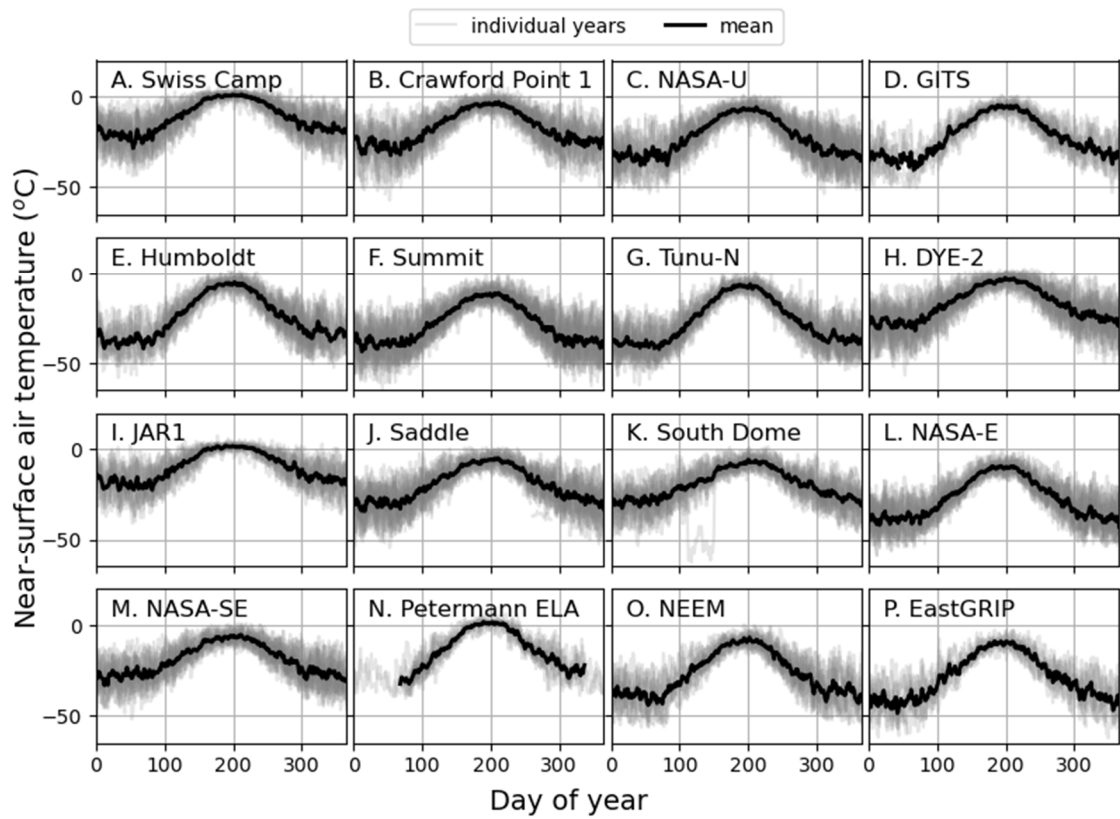 individual years mean
A. Swiss Camp B. Crawford Point 1 C. NASA-U D. GITS
0
−50
E. Humboldt F. Summit G. Tunu-N H. DYE-2
0
−50
I. JAR1 J. Saddle K. South Dome L. NASA-E
0
−50
M. NASA-SE N. Petermann ELA O. NEEM P. EastGRIP
0
−50
0 100 200 300 0 100 200 300 0 100 200 300 0 100 200 300
Day of year
Near-surface air temperature (°C)